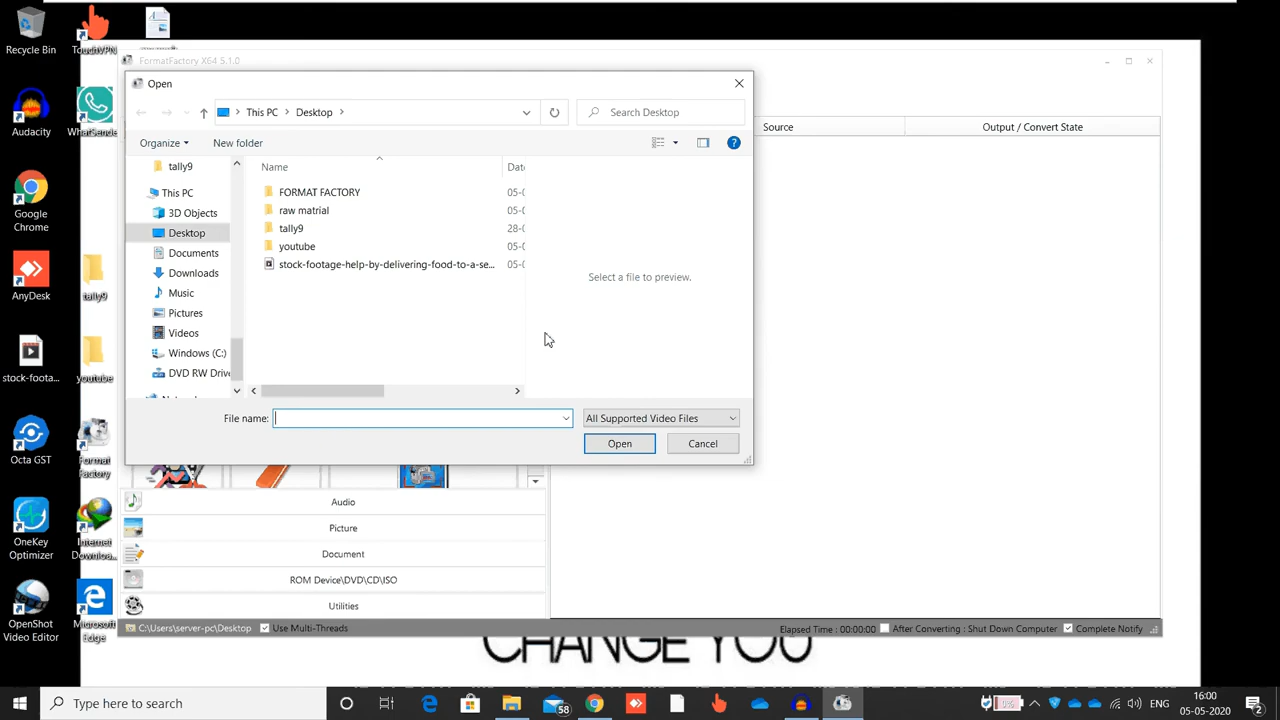 Recycle Bin
TouchVPN
FormatFactory X64 5.1.0
Open
This PC
Desktop
Search Desktop
Organize
New folder
Source
Output / Convert State
Audacity
WhatSende
tally9
This PC
3D Objects
Desktop
Documents
Downloads
Music
Pictures
Videos
Windows (C:)
DVD RW Drive
Name
Date
FORMAT FACTORY
05-0
raw matrial
05-0
tally9
28-0
youtube
05-0
stock-footage-help-by-delivering-food-to-a-se...
05-0
Select a file to preview.
Google
Chrome
AnyDesk
tally9
stock-foota...
youtube
File name:
All Supported Video Files
Open
Cancel
Octa GST
Format
Factory
Audio
Picture
Document
ROM Device\DVD\CD\ISO
Utilities
OneKey
Optimizer
Internet
Downloa...
OpenShot
Video Editor
Microsoft
Edge
C:\Users\server-pc\Desktop
Use Multi-Threads
Elapsed Time : 00:00:00
After Converting : Shut Down Computer
Complete Notify
CHANGE YOU
Type here to search
58
1%
ENG
16:00
05-05-2020
2